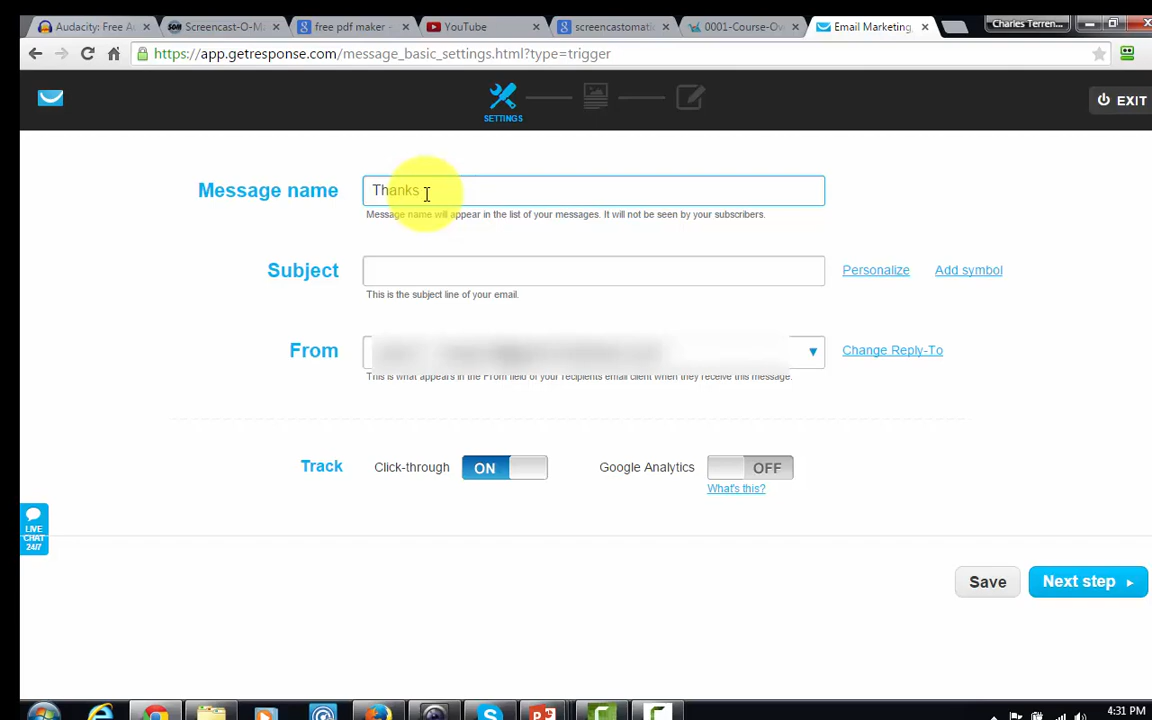 Audacity: Free Au
Screencast-O-M
free pdf maker -
YouTube
screencastomati
0001-Course-Ov
Email Marketing,
Charles Terren...
https://app.getresponse.com/message_basic_settings.html?type=trigger
SETTINGS
EXIT
Message name
Thanks
Message name will appear in the list of your messages. It will not be seen by your subscribers.
Subject
Personalize
Add symbol
This is the subject line of your email.
From
Change Reply-To
This is what appears in the From field of your recipients email client when they receive this message.
Track
Click-through
ON
Google Analytics
OFF
What's this?
LIVE
CHAT
24/7
Save
Next step
4:31 PM